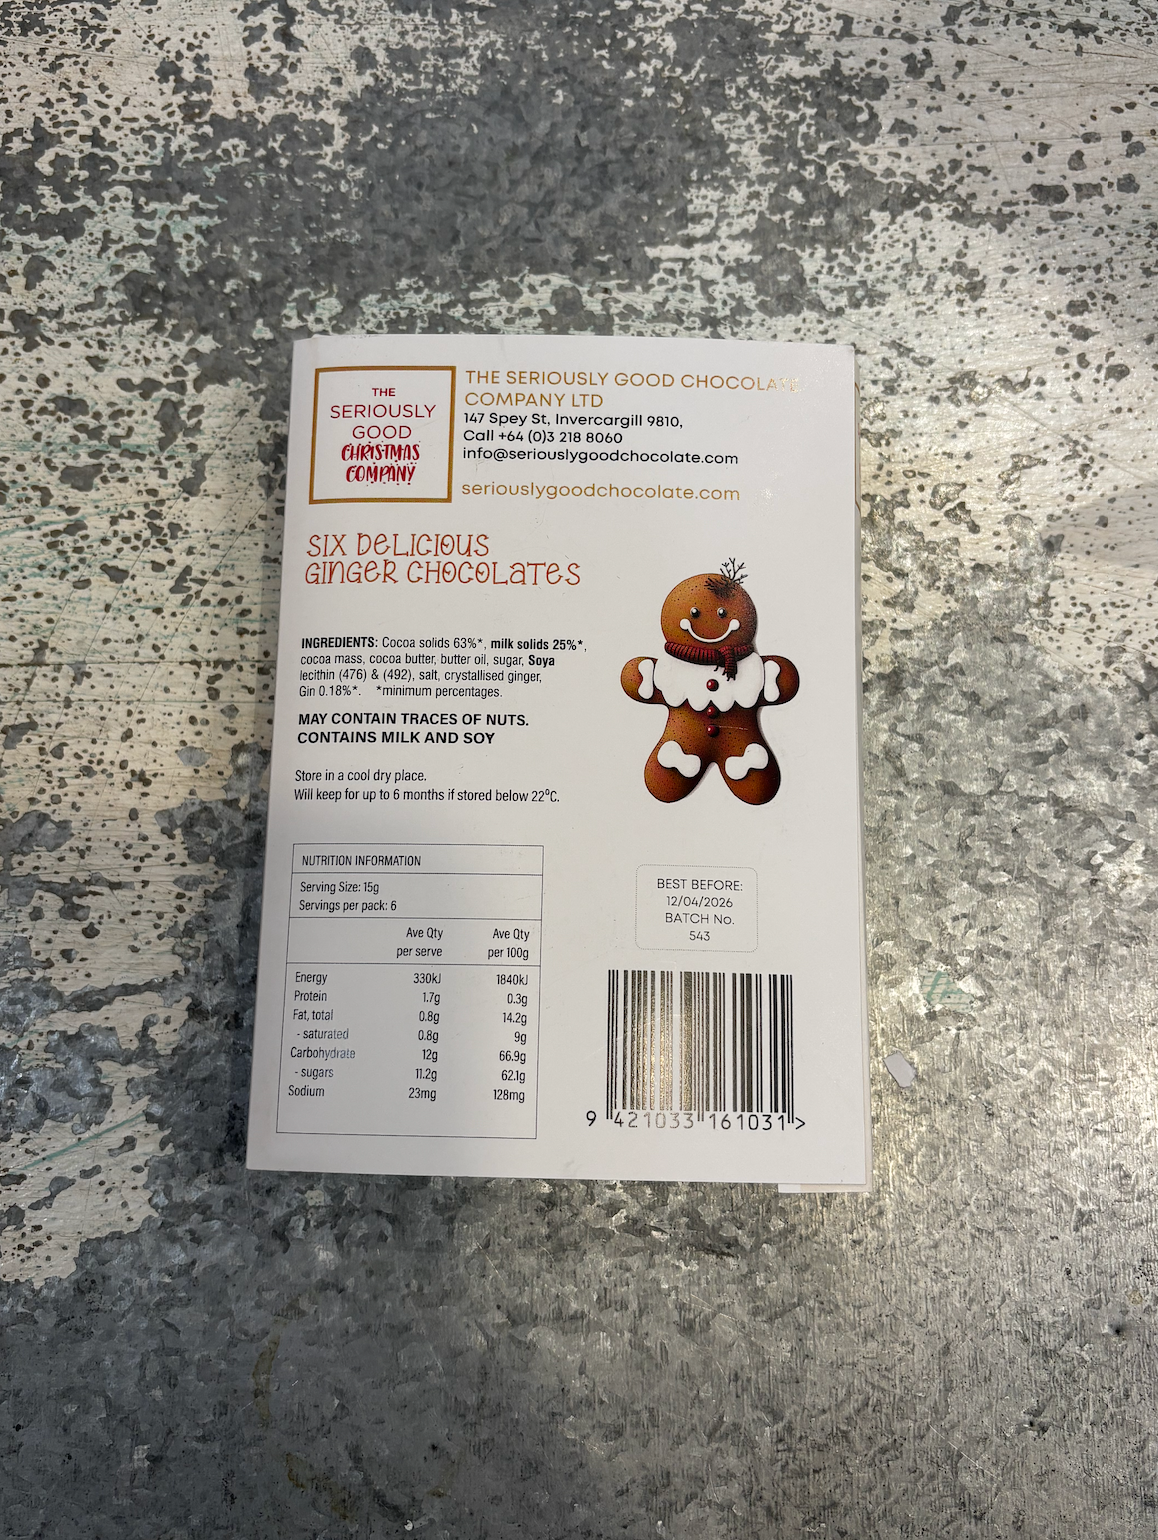 THE
SERIOUSLY
GOOD
CHRISTMAS
COMPANY
THE SERIOUSLY GOOD CHOCOLATE
COMPANY LTD
147 Spey St, Invercargill 9810,
Call +64 (0)3 218 8060
info@seriouslygoodchocolate.com
seriouslygoodchocolate.com
SIX DELICIOUS
GINGER CHOCOLATES
INGREDIENTS: Cocoa solids 63%*, milk solids 25%*,
cocoa mass, cocoa butter, butter oil, sugar, Soya
lecithin (476) & (492), salt, crystallised ginger,
Gin 0.18%*. *minimum percentages.
MAY CONTAIN TRACES OF NUTS.
CONTAINS MILK AND SOY
Store in a cool dry place.
Will keep for up to 6 months if stored below 22ºC.
NUTRITION INFORMATION
Serving Size: 15g
Servings per pack: 6
Ave Qty Ave Qty
per serve per 100g
Energy 330kJ 1840kJ
Protein 1.7g 0.3g
Fat, total 0.8g 14.2g
- saturated 0.8g 9g
Carbohydrate 12g 66.9g
- sugars 11.2g 62.1g
Sodium 23mg 128mg
BEST BEFORE:
12/04/2026
BATCH No.
543
9 421033 161031 >